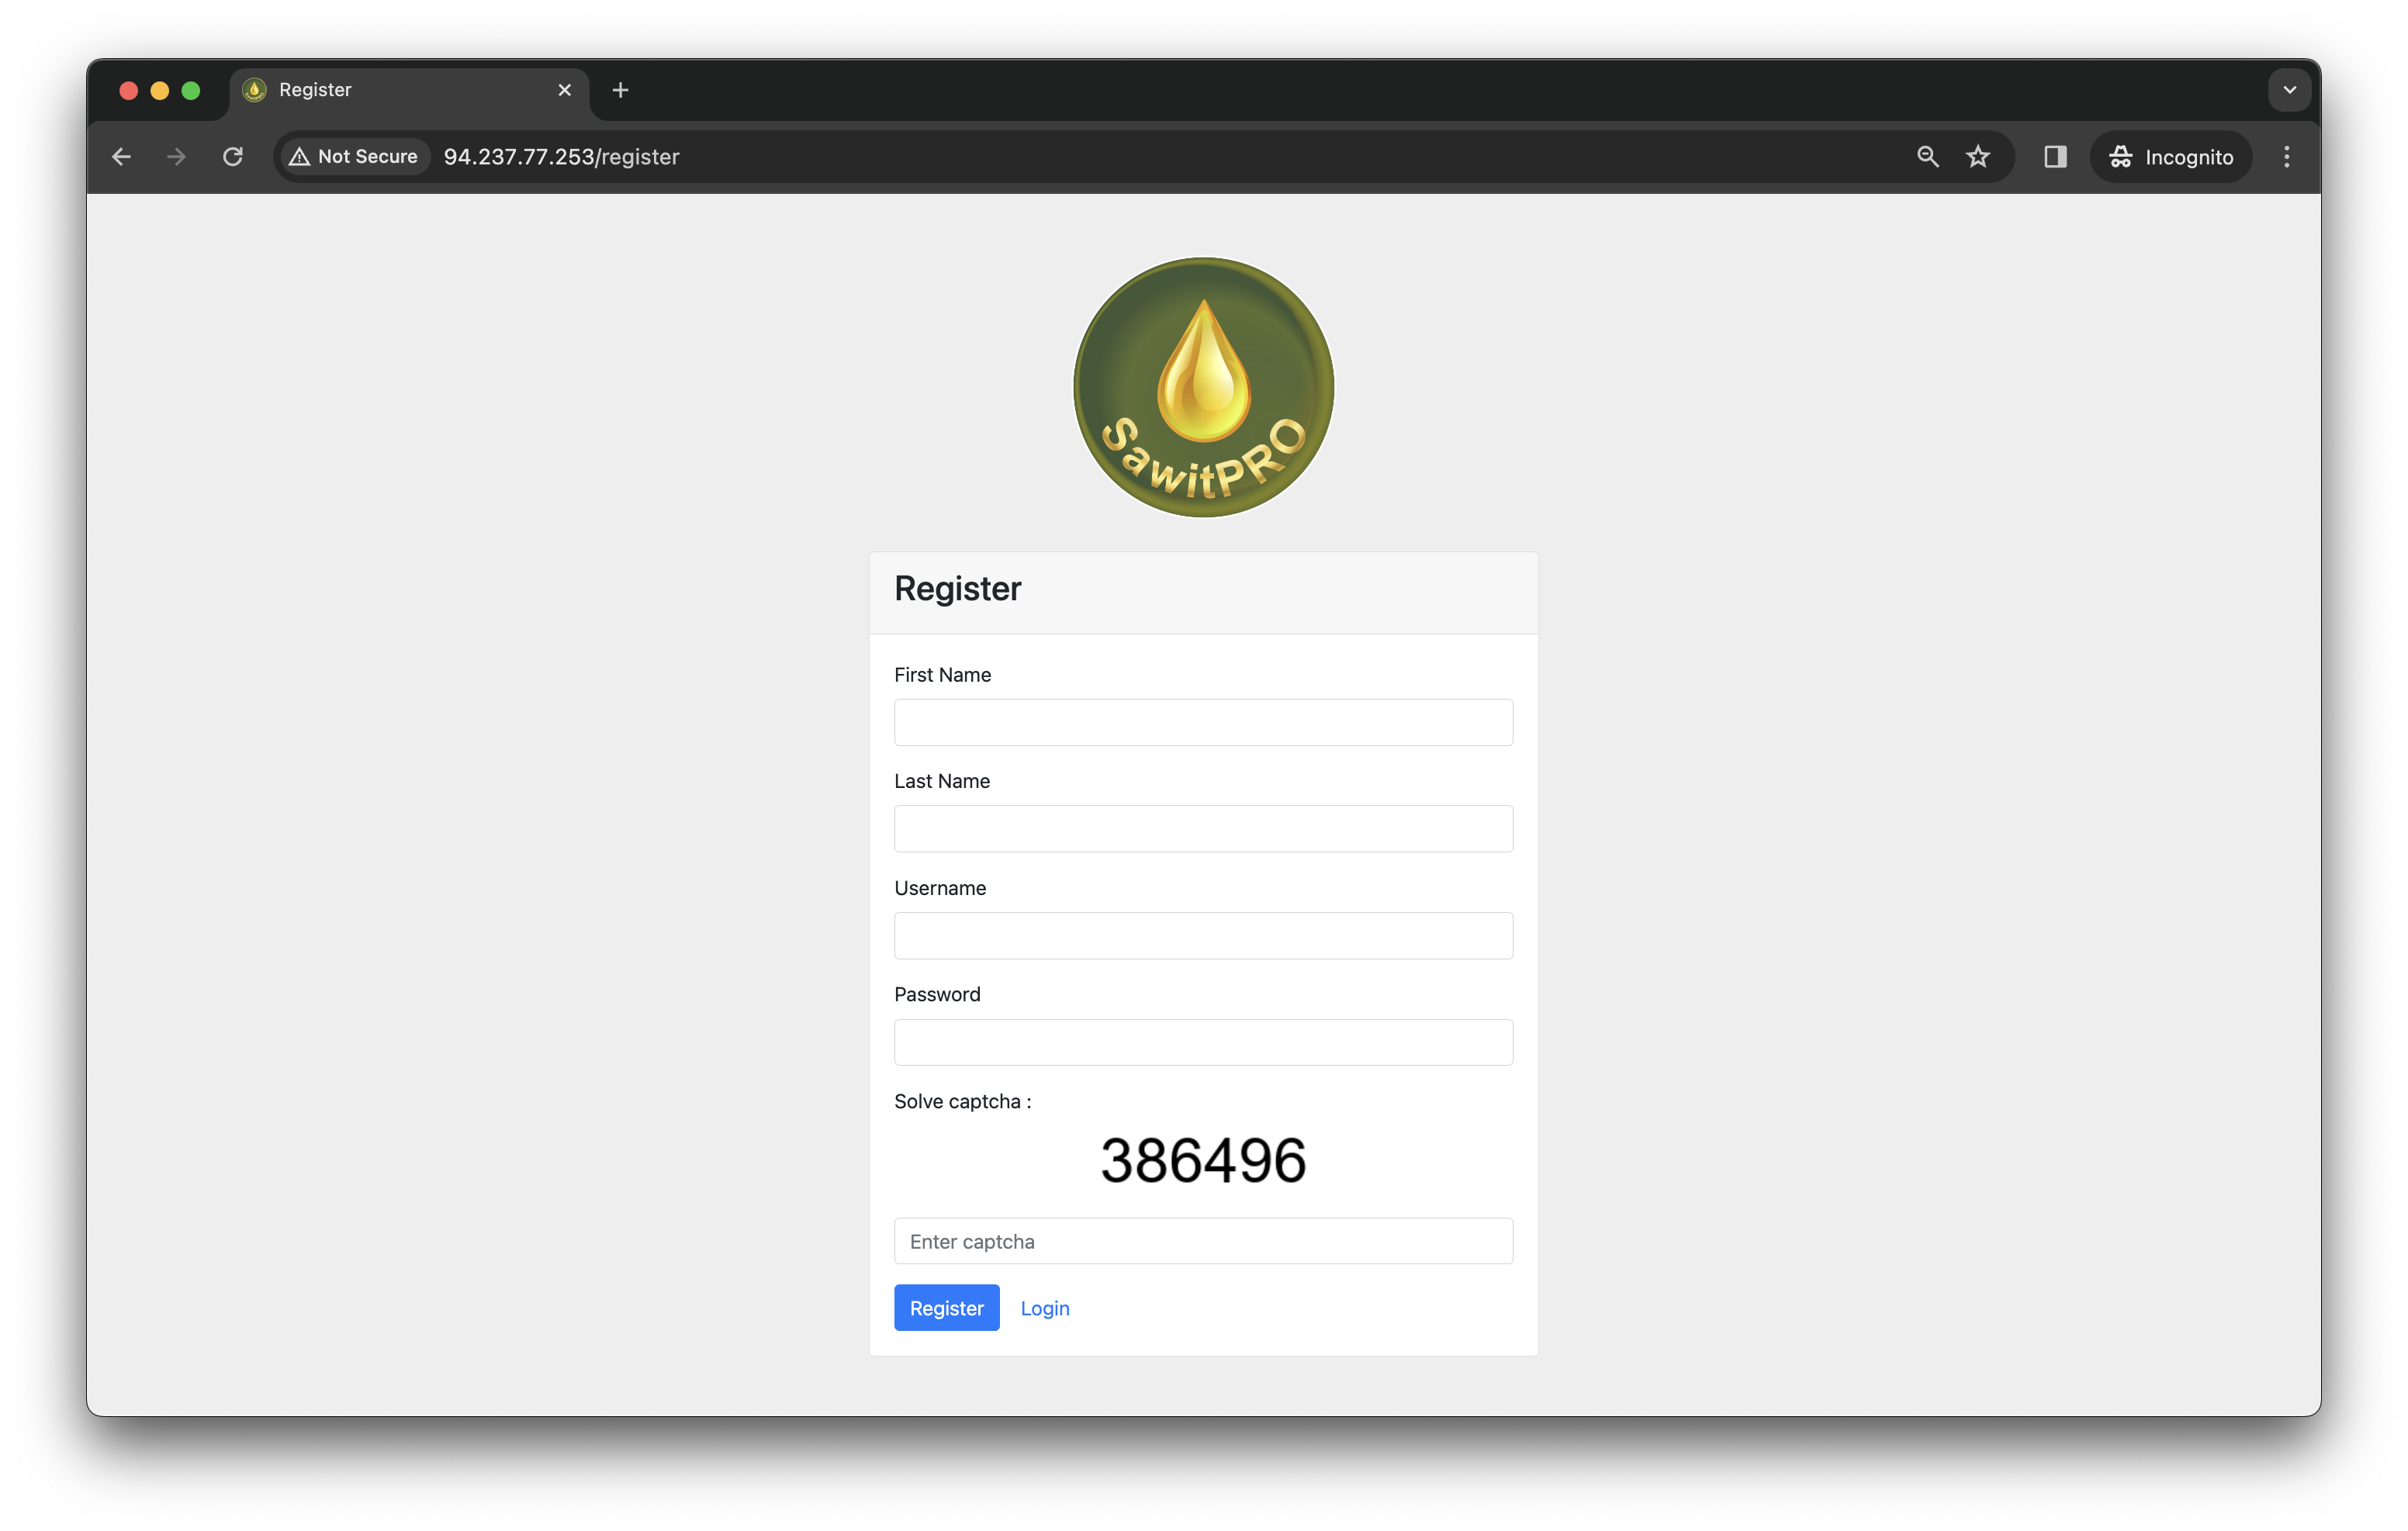 Register
Not Secure 94.237.77.253/register Incognito
SawitPRO
Register
First Name
Last Name
Username
Password
Solve captcha :
386496
Enter captcha
Register Login